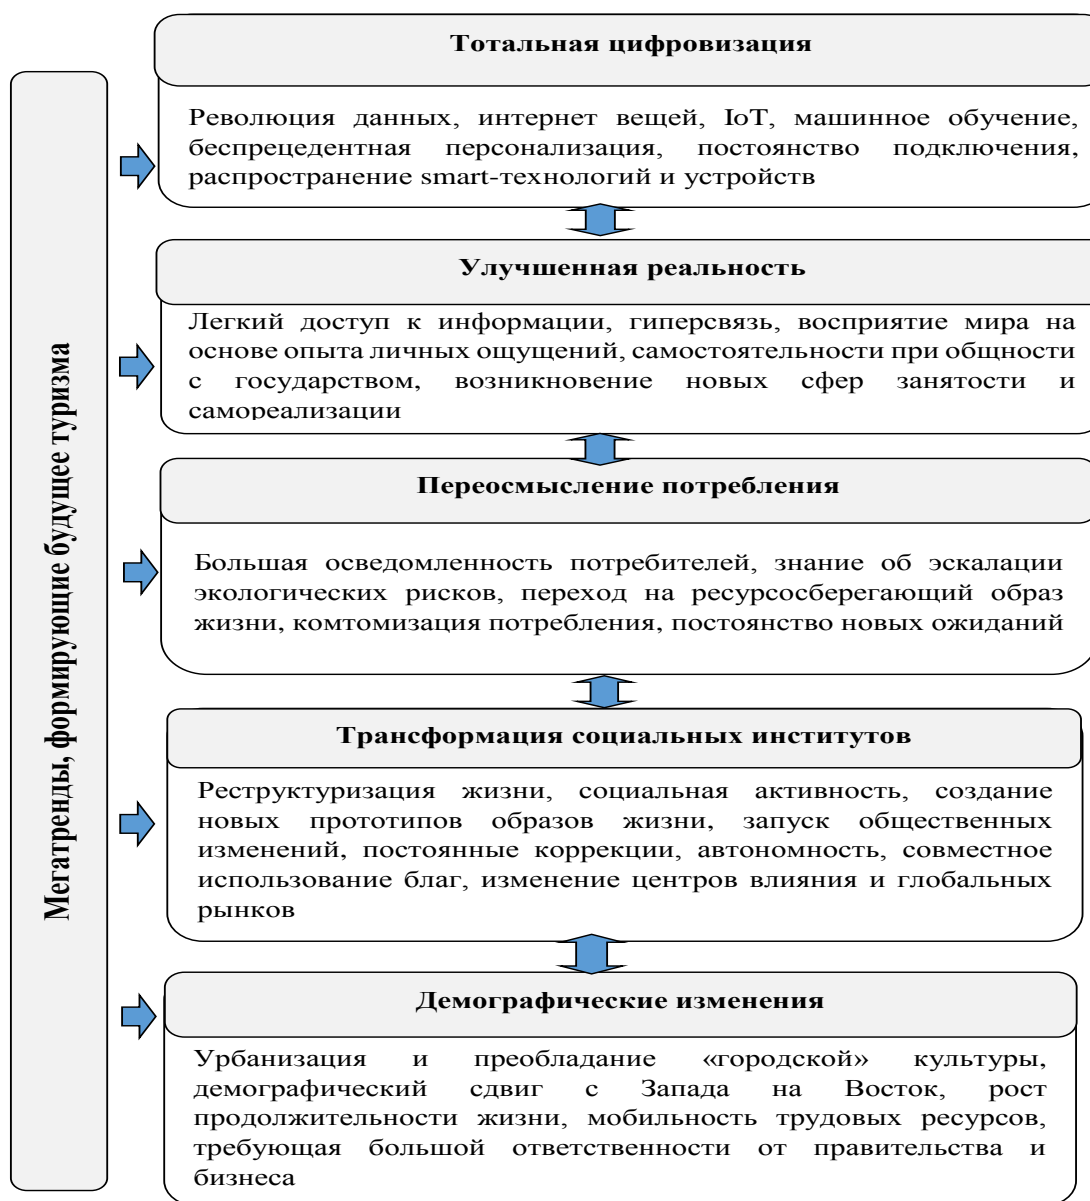 Тотальная цифровизация
Революция данных, интернет вещей, IoT, машинное обучение,
беспрецедентная персонализация, постоянство подключения,
распространение smart-технологий и устройств
Улучшенная реальность
Легкий доступ к информации, гиперсвязь, восприятие мира на
основе опыта личных ощущений, самостоятельности при общности
с государством, возникновение новых сфер занятости и
самореализации
Переосмысление потребления
Большая осведомленность потребителей, знание об эскалации
экологических рисков, переход на ресурсосберегающий образ
жизни, комтомизация потребления, постоянство новых ожиданий
Трансформация социальных институтов
Реструктуризация жизни, социальная активность, создание
новых прототипов образов жизни, запуск общественных
изменений, постоянные коррекции, автономность, совместное
использование благ, изменение центров влияния и глобальных
рынков
Демографические изменения
Урбанизация и преобладание «городской» культуры,
демографический сдвиг с Запада на Восток, рост
продолжительности жизни, мобильность трудовых ресурсов,
требующая большой ответственности от правительства и
бизнеса
Мегатренды, формирующие будущее туризма